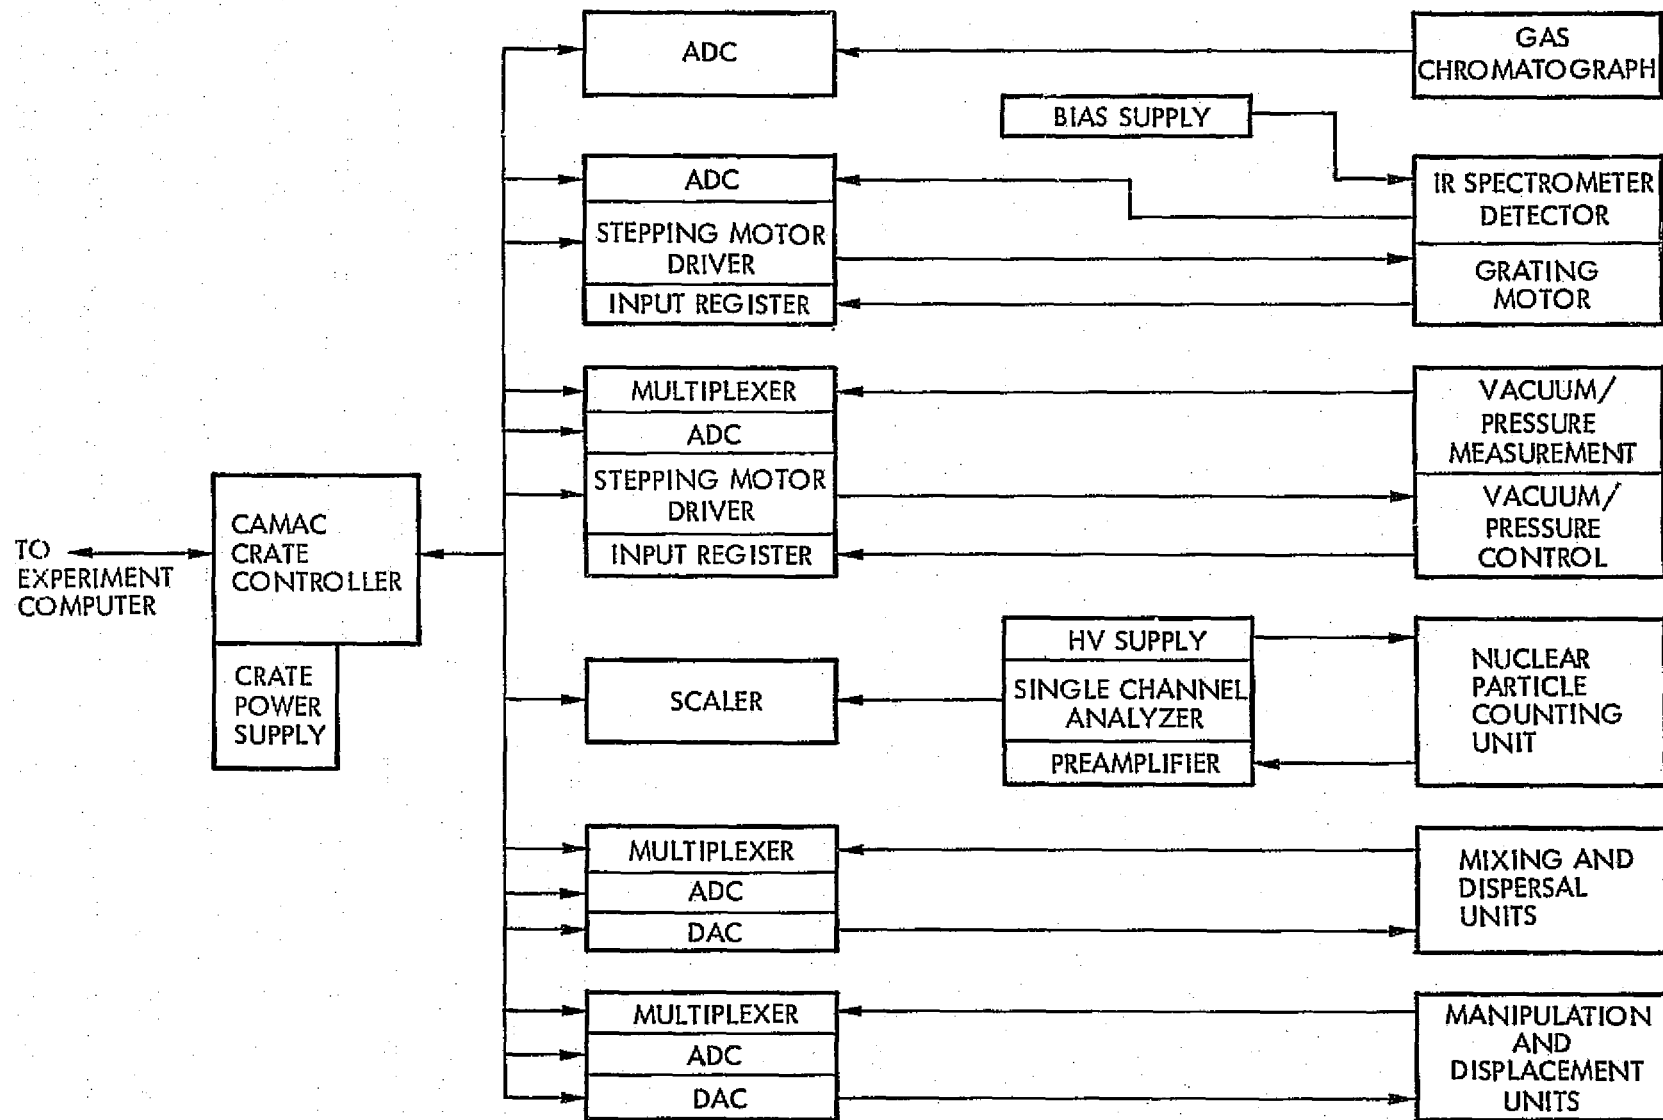 ADC
GAS
CHROMATOGRAPH
BIAS SUPPLY
ADC
STEPPING MOTOR
DRIVER
INPUT REGISTER
IR SPECTROMETER
DETECTOR
GRATING
MOTOR
MULTIPLEXER
ADC
STEPPING MOTOR
DRIVER
INPUT REGISTER
VACUUM/
PRESSURE
MEASUREMENT
VACUUM/
PRESSURE
CONTROL
TO
EXPERIMENT
COMPUTER
CAMAC
CRATE
CONTROLLER
CRATE
POWER
SUPPLY
SCALER
HV SUPPLY
SINGLE CHANNEL
ANALYZER
PREAMPLIFIER
NUCLEAR
PARTICLE
COUNTING
UNIT
MULTIPLEXER
ADC
DAC
MIXING AND
DISPERSAL
UNITS
MULTIPLEXER
ADC
DAC
MANIPULATION
AND
DISPLACEMENT
UNITS